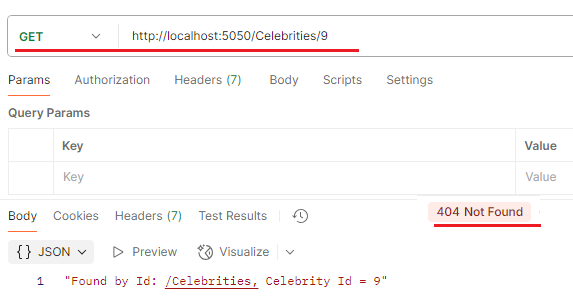 GET http://localhost:5050/Celebrities/9
Params Authorization Headers (7) Body Scripts Settings
Query Params
Key Value
Key Value
Body Cookies Headers (7) Test Results 404 Not Found
{} JSON Preview Visualize
1 "Found by Id: /Celebrities, Celebrity Id = 9"